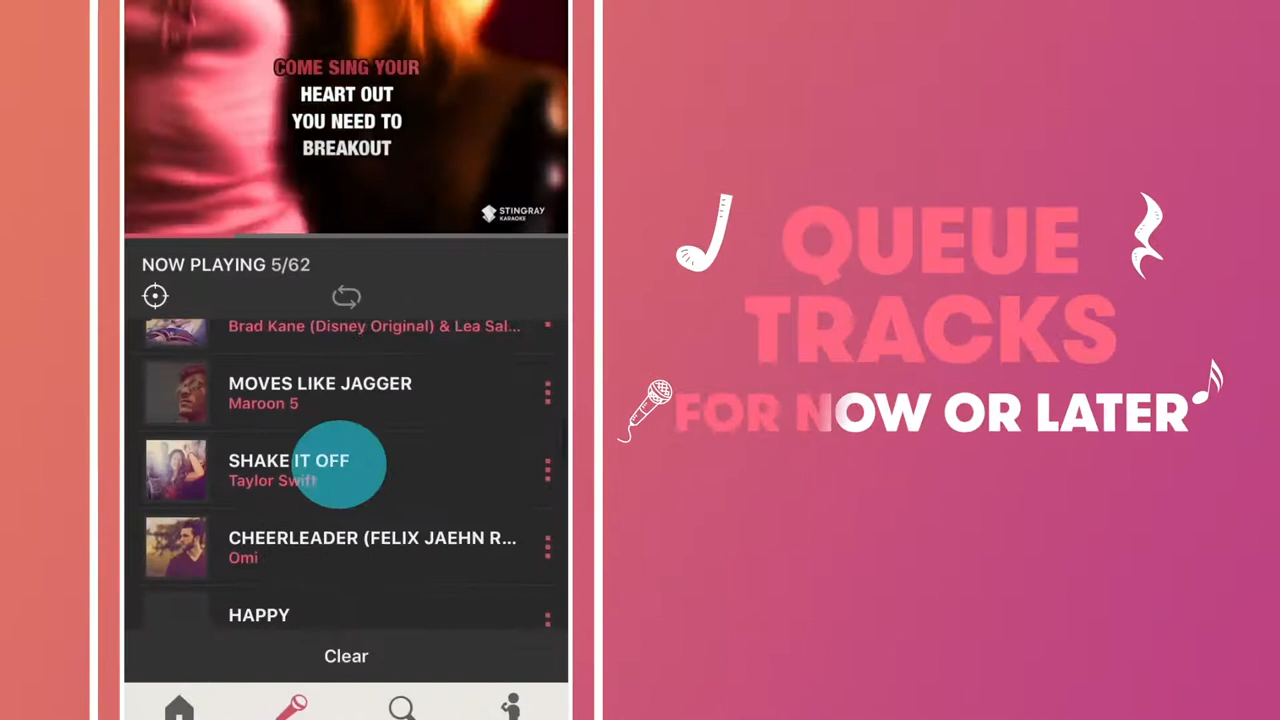 COME SING YOUR
HEART OUT
YOU NEED TO
BREAKOUT
STINGRAY
KARAOKE
NOW PLAYING 5/62
Brad Kane (Disney Original) & Lea Sal...
MOVES LIKE JAGGER
Maroon 5
SHAKE IT OFF
Taylor Swift
CHEERLEADER (FELIX JAEHN R...
Omi
HAPPY
Clear
QUEUE
TRACKS
FOR NOW OR LATER